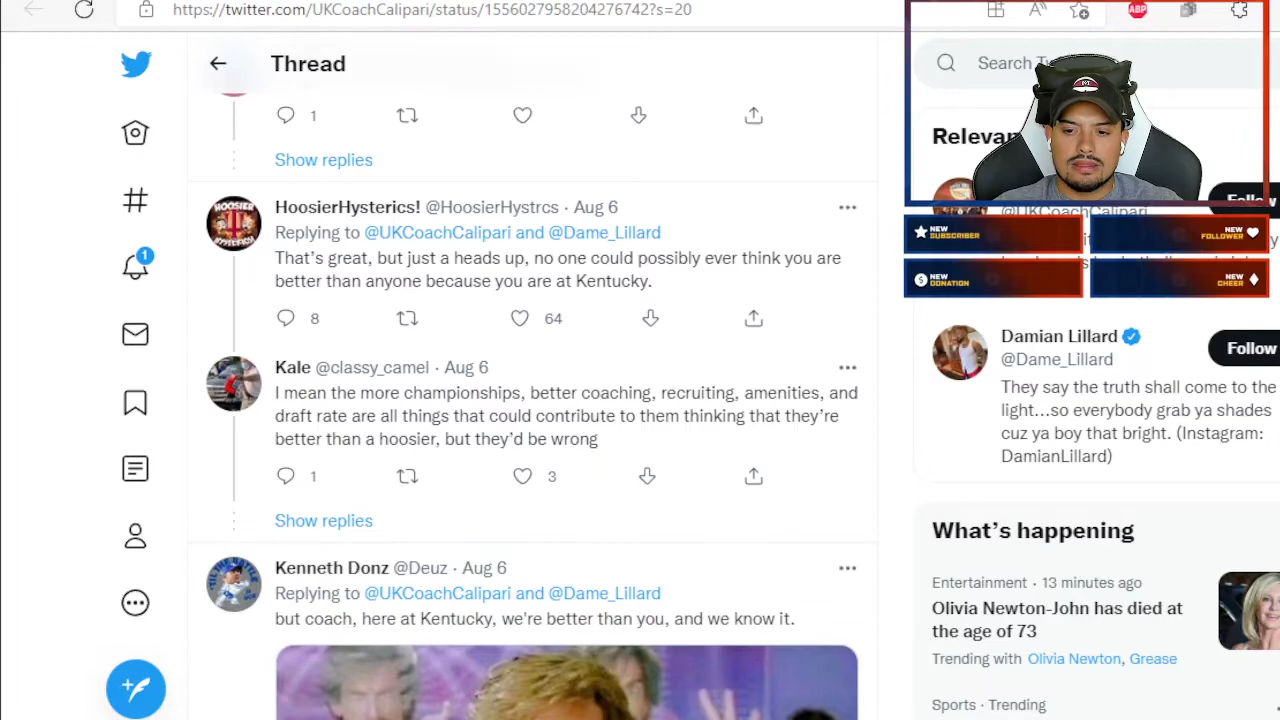 https://twitter.com/UKCoachCalipari/status/1556027958204276742?s=20
ABP
Thread
1
Show replies
HoosierHysterics! @HoosierHystrcs · Aug 6
Replying to @UKCoachCalipari and @Dame_Lillard
That's great, but just a heads up, no one could possibly ever think you are
better than anyone because you are at Kentucky.
8
64
Kale @classy_camel · Aug 6
I mean the more championships, better coaching, recruiting, amenities, and
draft rate are all things that could contribute to them thinking that they're
better than a hoosier, but they'd be wrong
1
3
Show replies
Kenneth Donz @Deuz · Aug 6
Replying to @UKCoachCalipari and @Dame_Lillard
but coach, here at Kentucky, we're better than you, and we know it.
1
Search
@UKCoachCalipari
NEW
SUBSCRIBER
NEW
FOLLOWER
NEW
DONATION
NEW
CHEER
Damian Lillard
@Dame_Lillard
Follow
They say the truth shall come to the
light...so everybody grab ya shades
cuz ya boy that bright. (Instagram:
DamianLillard)
What's happening
Entertainment · 13 minutes ago
Olivia Newton-John has died at
the age of 73
Trending with Olivia Newton, Grease
Sports · Trending